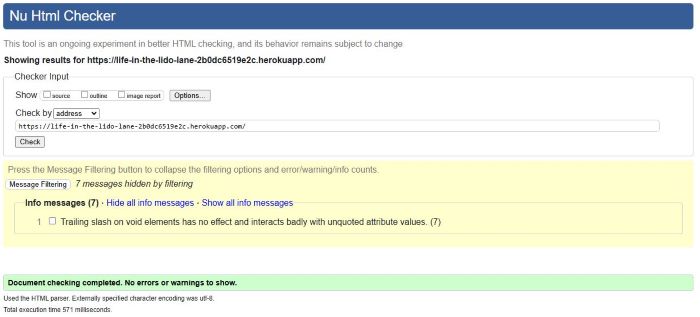 Nu Html Checker
This tool is an ongoing experiment in better HTML checking, and its behavior remains subject to change
Showing results for https://life-in-the-lido-lane-2b0dc6519e2c.herokuapp.com/
Checker Input
Show source outline image report Options...
Check by address
https://life-in-the-lido-lane-2b0dc6519e2c.herokuapp.com/
Check
Press the Message Filtering button to collapse the filtering options and error/warning/info counts.
Message Filtering 7 messages hidden by filtering
Info messages (7) · Hide all info messages · Show all info messages
1 Trailing slash on void elements has no effect and interacts badly with unquoted attribute values. (7)
Document checking completed. No errors or warnings to show.
Used the HTML parser. Externally specified character encoding was utf-8.
Total execution time 571 milliseconds.